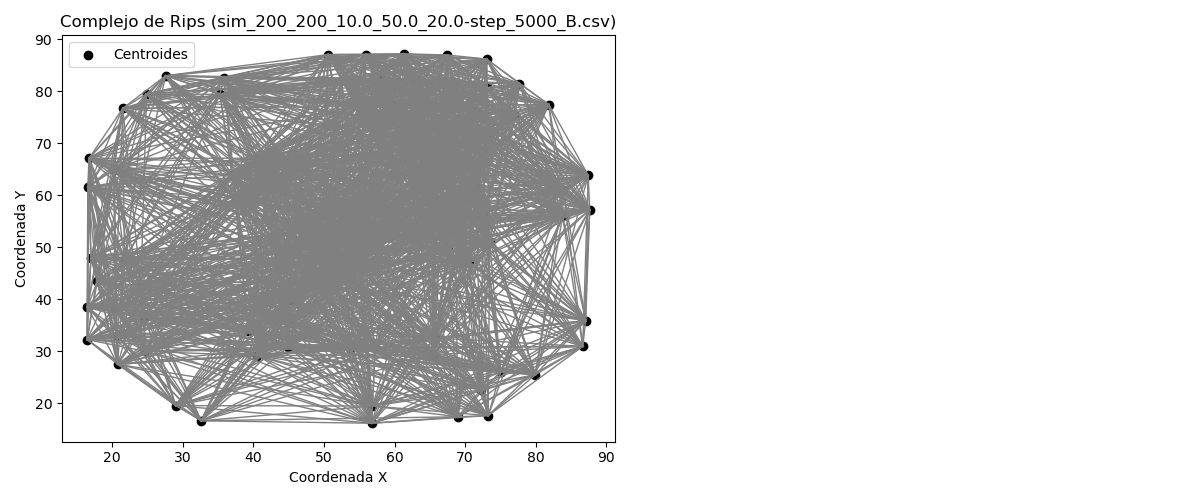 Complejo de Rips (sim_200_200_10.0_50.0_20.0-step_5000_B.csv)
Centroides
90
80
70
60
50
40
30
20
Coordenada Y
20 30 40 50 60 70 80 90
Coordenada X